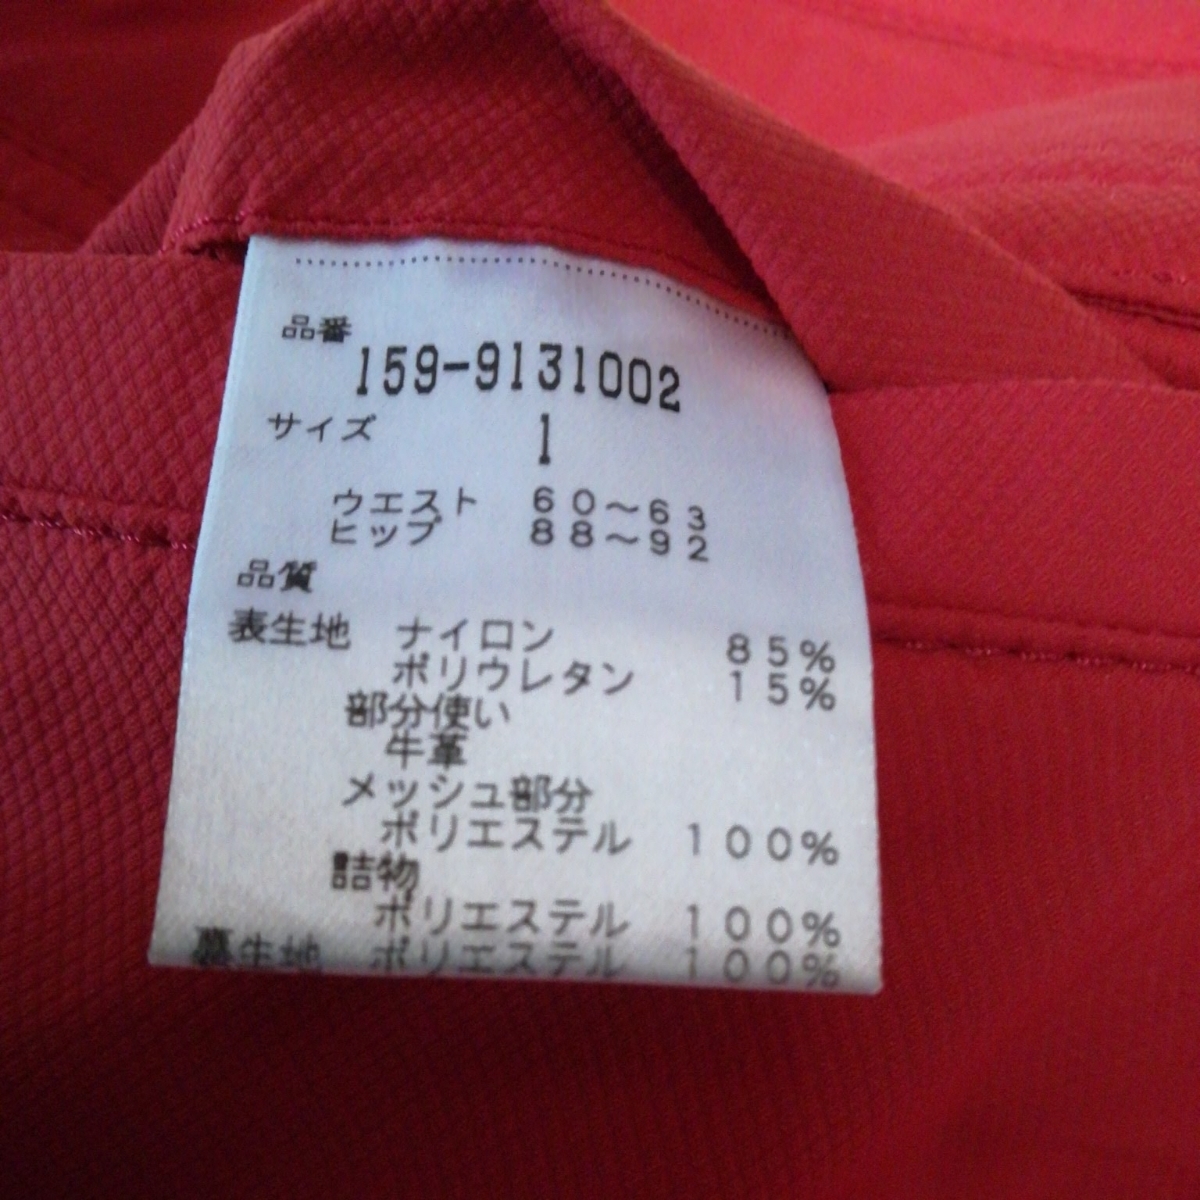 品番
159-9131002
サイズ 1
ウエスト 60～63
ヒップ 88～92
品質
表生地 ナイロン 85%
ポリウレタン 15%
部分使い
牛革
メッシュ部分
ポリエステル 100%
詰物
ポリエステル 100%
裏生地 ポリエステル 100%